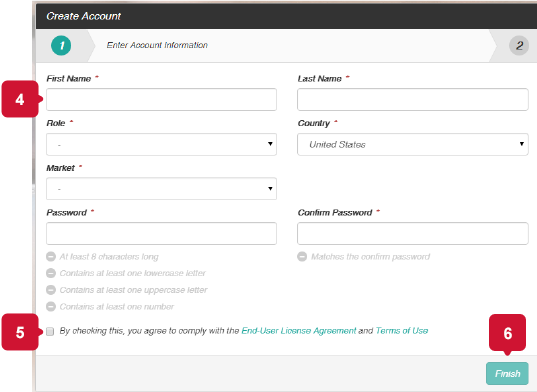 Create Account
1 Enter Account Information 2
First Name * Last Name *
4
Role * Country *
- United States
Market *
-
Password * Confirm Password *
At least 8 characters long Matches the confirm password
Contains at least one lowercase letter
Contains at least one uppercase letter
Contains at least one number
5 By checking this, you agree to comply with the End-User License Agreement and Terms of Use
6
Finish